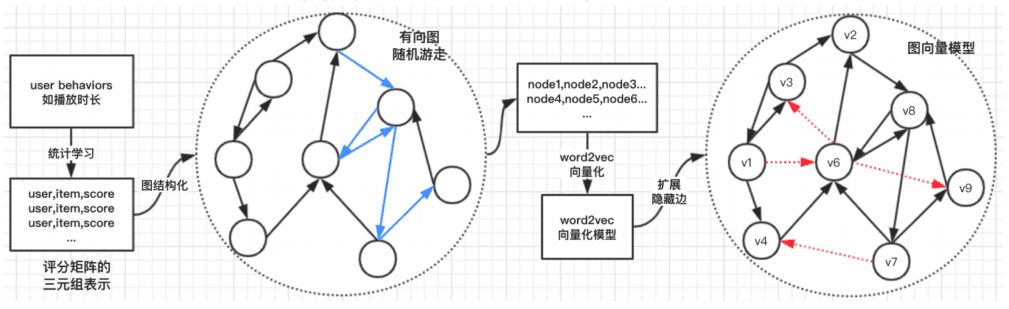 user behaviors
如播放时长
统计学习
user,item,score
user,item,score
user,item,score
...
评分矩阵的
三元组表示
图结构化
有向图
随机游走
node1,node2,node3...
node4,node5,node6...
...
word2vec
向量化
word2vec
向量化模型
扩展
隐藏边
图向量模型
v2
v3
v8
v1
v6
v9
v4
v7